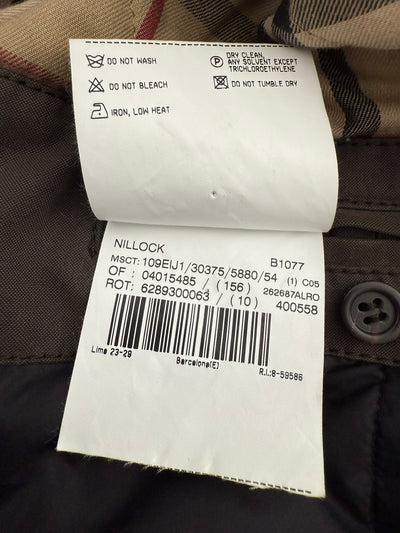 DO NOT WASH
DRY CLEAN,
ANY SOLVENT EXCEPT
TRICHLOROETHYLENE
DO NOT BLEACH
DO NOT TUMBLE DRY
IRON, LOW HEAT
NILLOCK B1077
MSCT: 109EIJ1/30375/5880/54 (1) C05
OF : 04015485 / (156) 262687ALRO
ROT: 6289300063 / (10) 400558
Lima 23-29 Barcelona(E) R.I.:8-59586